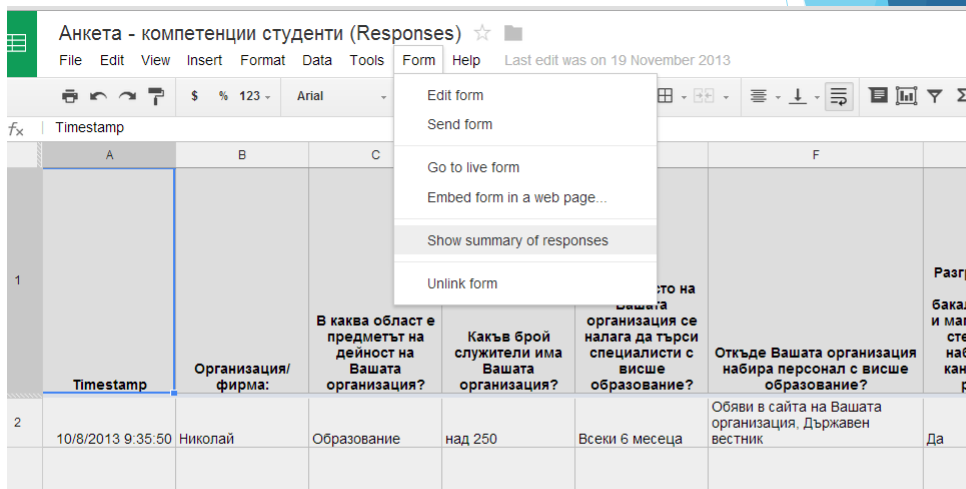 Анкета - компетенции студенти (Responses)
File Edit View Insert Format Data Tools Form Help Last edit was on 19 November 2013
$ % 123 Arial
Edit form
Send form
Go to live form
Embed form in a web page...
Show summary of responses
Unlink form
fx Timestamp
A B C F
1
Timestamp
Организация/
фирма:
В каква област е
предметът на
дейност на
Вашата
организация?
Какъв брой
служители има
Вашата
организация?
на
Вашата
организация се
налага да търси
специалисти с
висше
образование?
Откъде Вашата организация
набира персонал с висше
образование?
и
2
10/8/2013 9:35:50
Николай
Образование
над 250
Всеки 6 месеца
Обяви в сайта на Вашата
организация, Държавен
вестник
Да